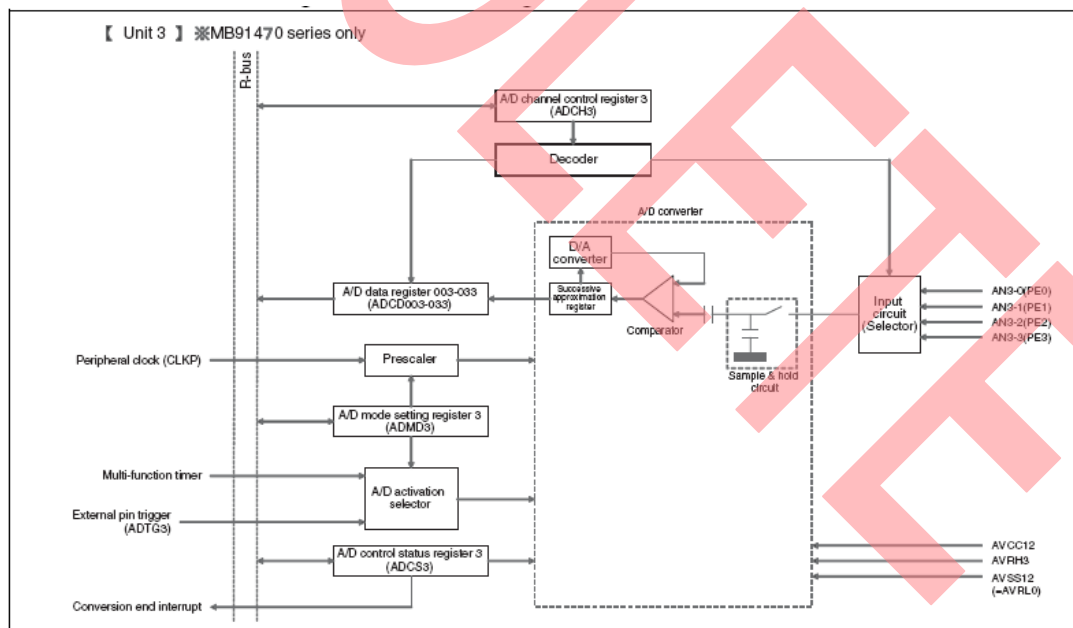 【 Unit 3 】 ※MB91470 series only
R-bus
A/D channel control register 3
(ADCH3)
Decoder
A/D converter
D/A
converter
A/D data register 003-033
(ADCD003-033)
Successive
approximation
register
Comparator
Sample & hold
circuit
Input
circuit
(Selector)
AN3-0(PE0)
AN3-1(PE1)
AN3-2(PE2)
AN3-3(PE3)
Peripheral clock (CLKP)
Prescaler
A/D mode setting register 3
(ADMD3)
Multi-function timer
A/D activation
selector
External pin trigger
(ADTG3)
A/D control status register 3
(ADCS3)
Conversion end interrupt
AVCC12
AVRH3
AVSS12
(=AVRL0)